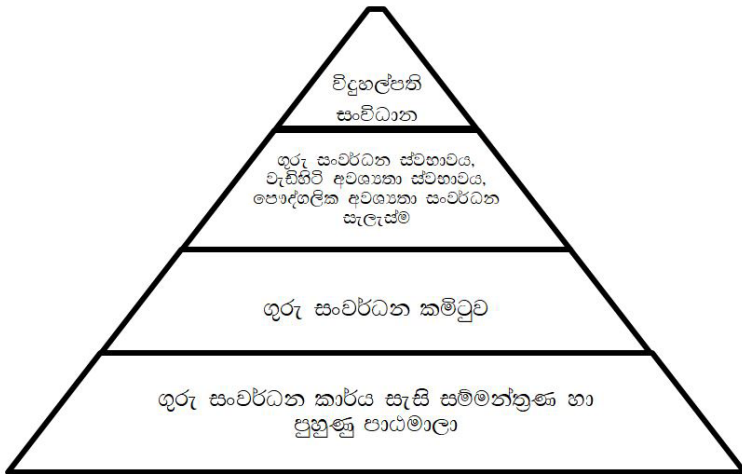 විදුහල්පති
සංවිධාන
ගුරු සංවර්ධන ස්වභාවය,
වැඩිහිටි අවශ්‍යතා ස්වභාවය,
පෞද්ගලික අවශ්‍යතා සංවර්ධන
සැලැස්ම
ගුරු සංවර්ධන කමිටුව
ගුරු සංවර්ධන කාර්ය සැසි සම්මන්ත්‍රණ හා
පුහුණු පාඨමාලා